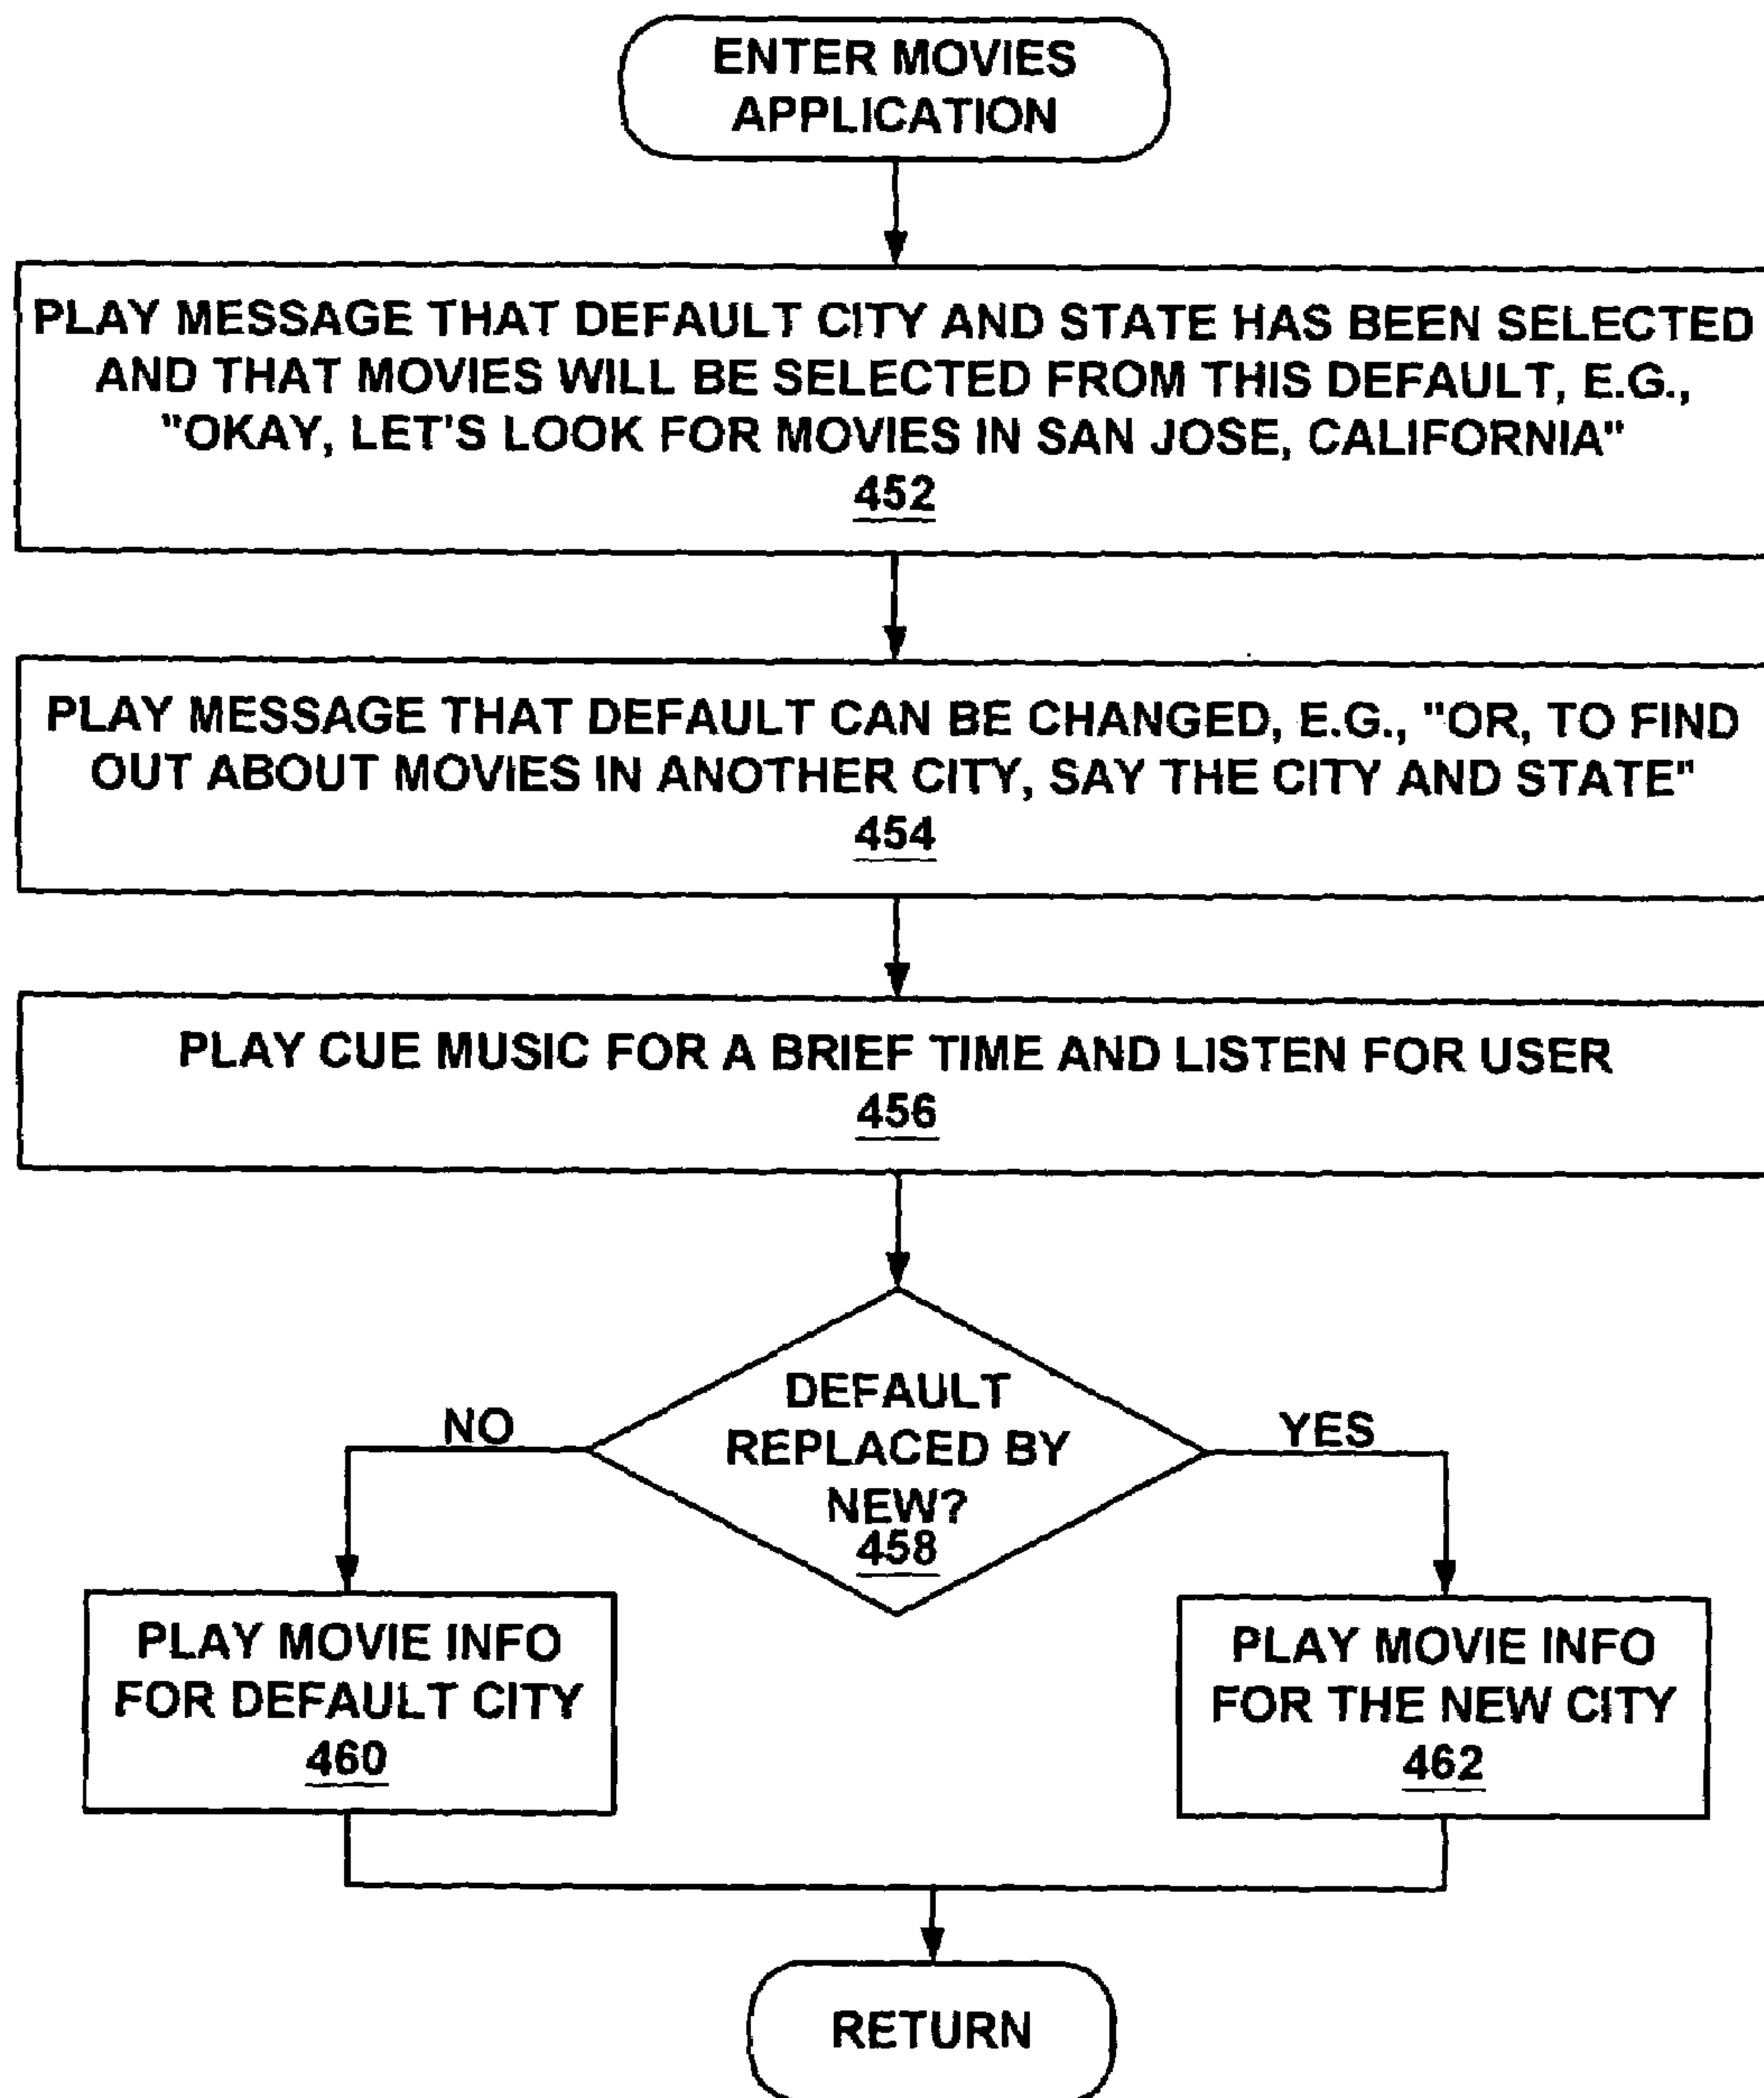 ENTER MOVIES
APPLICATION
PLAY MESSAGE THAT DEFAULT CITY AND STATE HAS BEEN SELECTED
AND THAT MOVIES WILL BE SELECTED FROM THIS DEFAULT, E.G.,
"OKAY, LET'S LOOK FOR MOVIES IN SAN JOSE, CALIFORNIA"
452
PLAY MESSAGE THAT DEFAULT CAN BE CHANGED, E.G., "OR, TO FIND
OUT ABOUT MOVIES IN ANOTHER CITY, SAY THE CITY AND STATE"
454
PLAY CUE MUSIC FOR A BRIEF TIME AND LISTEN FOR USER
456
DEFAULT
REPLACED BY
NEW?
458
NO
YES
PLAY MOVIE INFO
FOR DEFAULT CITY
460
PLAY MOVIE INFO
FOR THE NEW CITY
462
RETURN